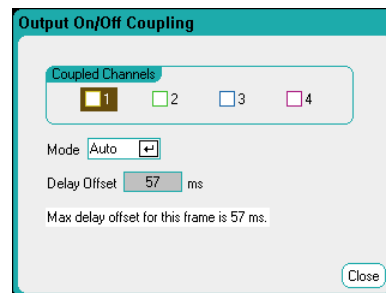 Output On/Off Coupling
Coupled Channels
1 2 3 4
Mode Auto
Delay Offset 57 ms
Max delay offset for this frame is 57 ms.
Close